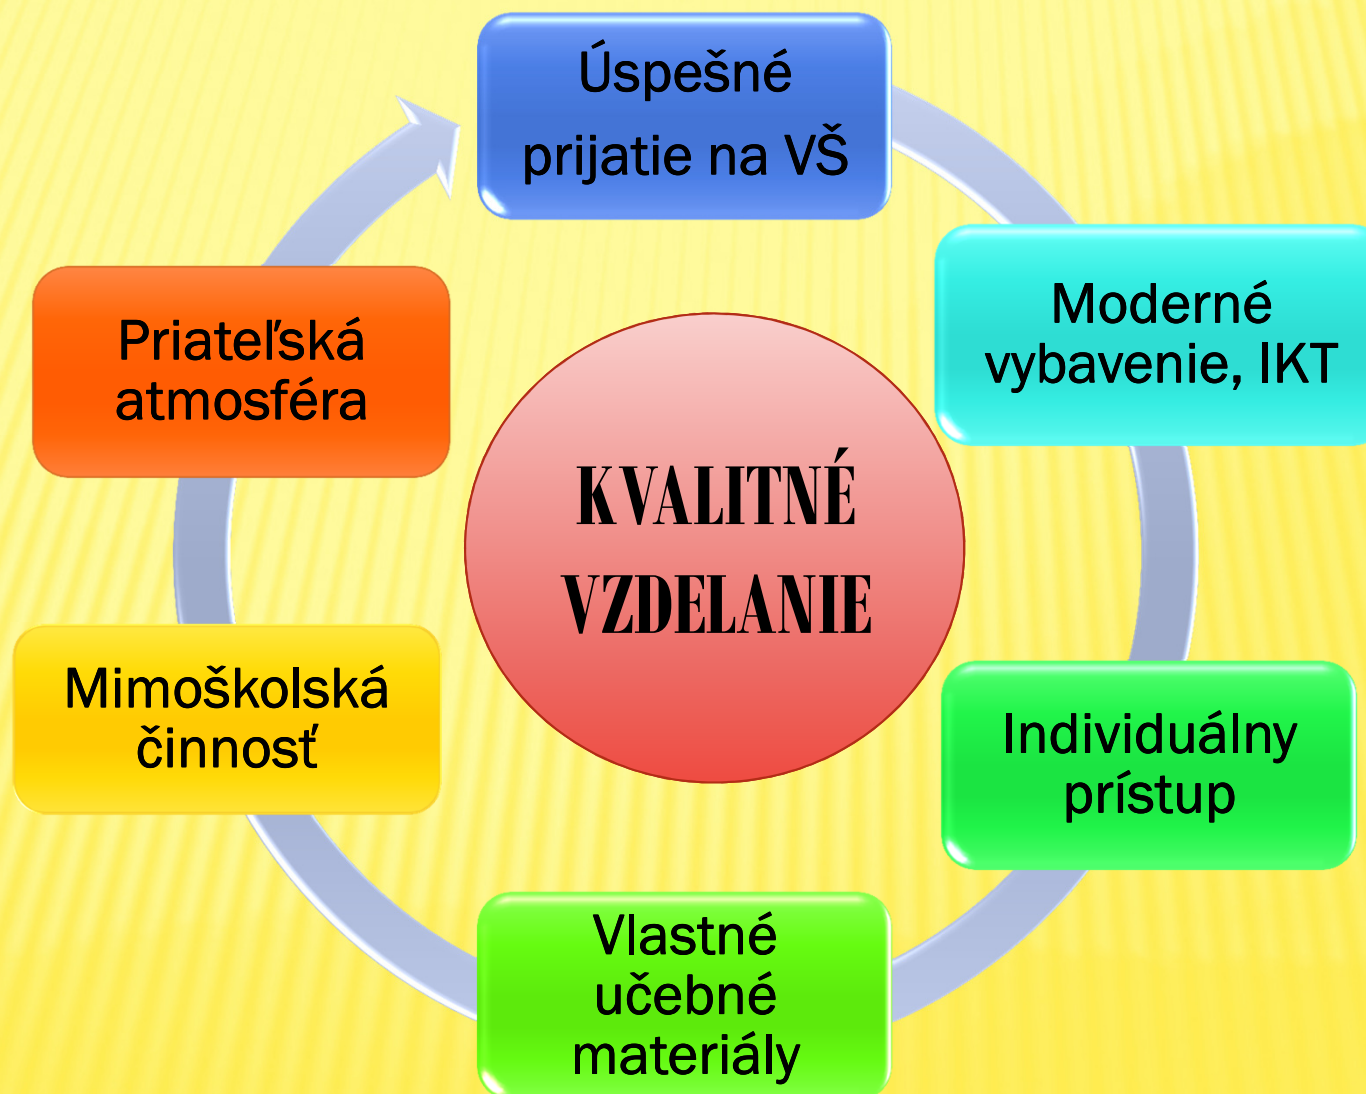 Úspešné
prijatie na VŠ
Moderné
vybavenie, IKT
Individuálny
prístup
Vlastné
učebné
materiály
Mimoškolská
činnosť
Priateľská
atmosféra
KVALITNÉ
VZDELANIE